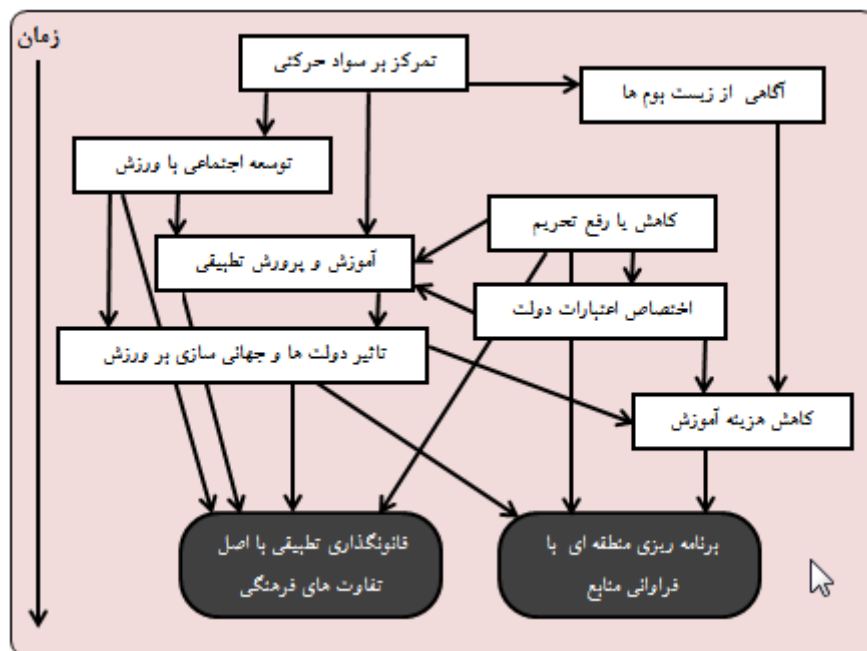 زمان
تمرکز بر سواد حرکتی
آگاهی از زیست بوم ها
توسعه اجتماعی با ورزش
کاهش یا رفع تحریم
آموزش و پرورش تطبیقی
اختصاص اعتبارات دولت
تاثیر دولت ها و جهانی سازی بر ورزش
کاهش هزینه آموزش
قانونگذاری تطبیقی با اصل
تفاوت های فرهنگی
برنامه ریزی منطقه ای با
فراوانی منابع